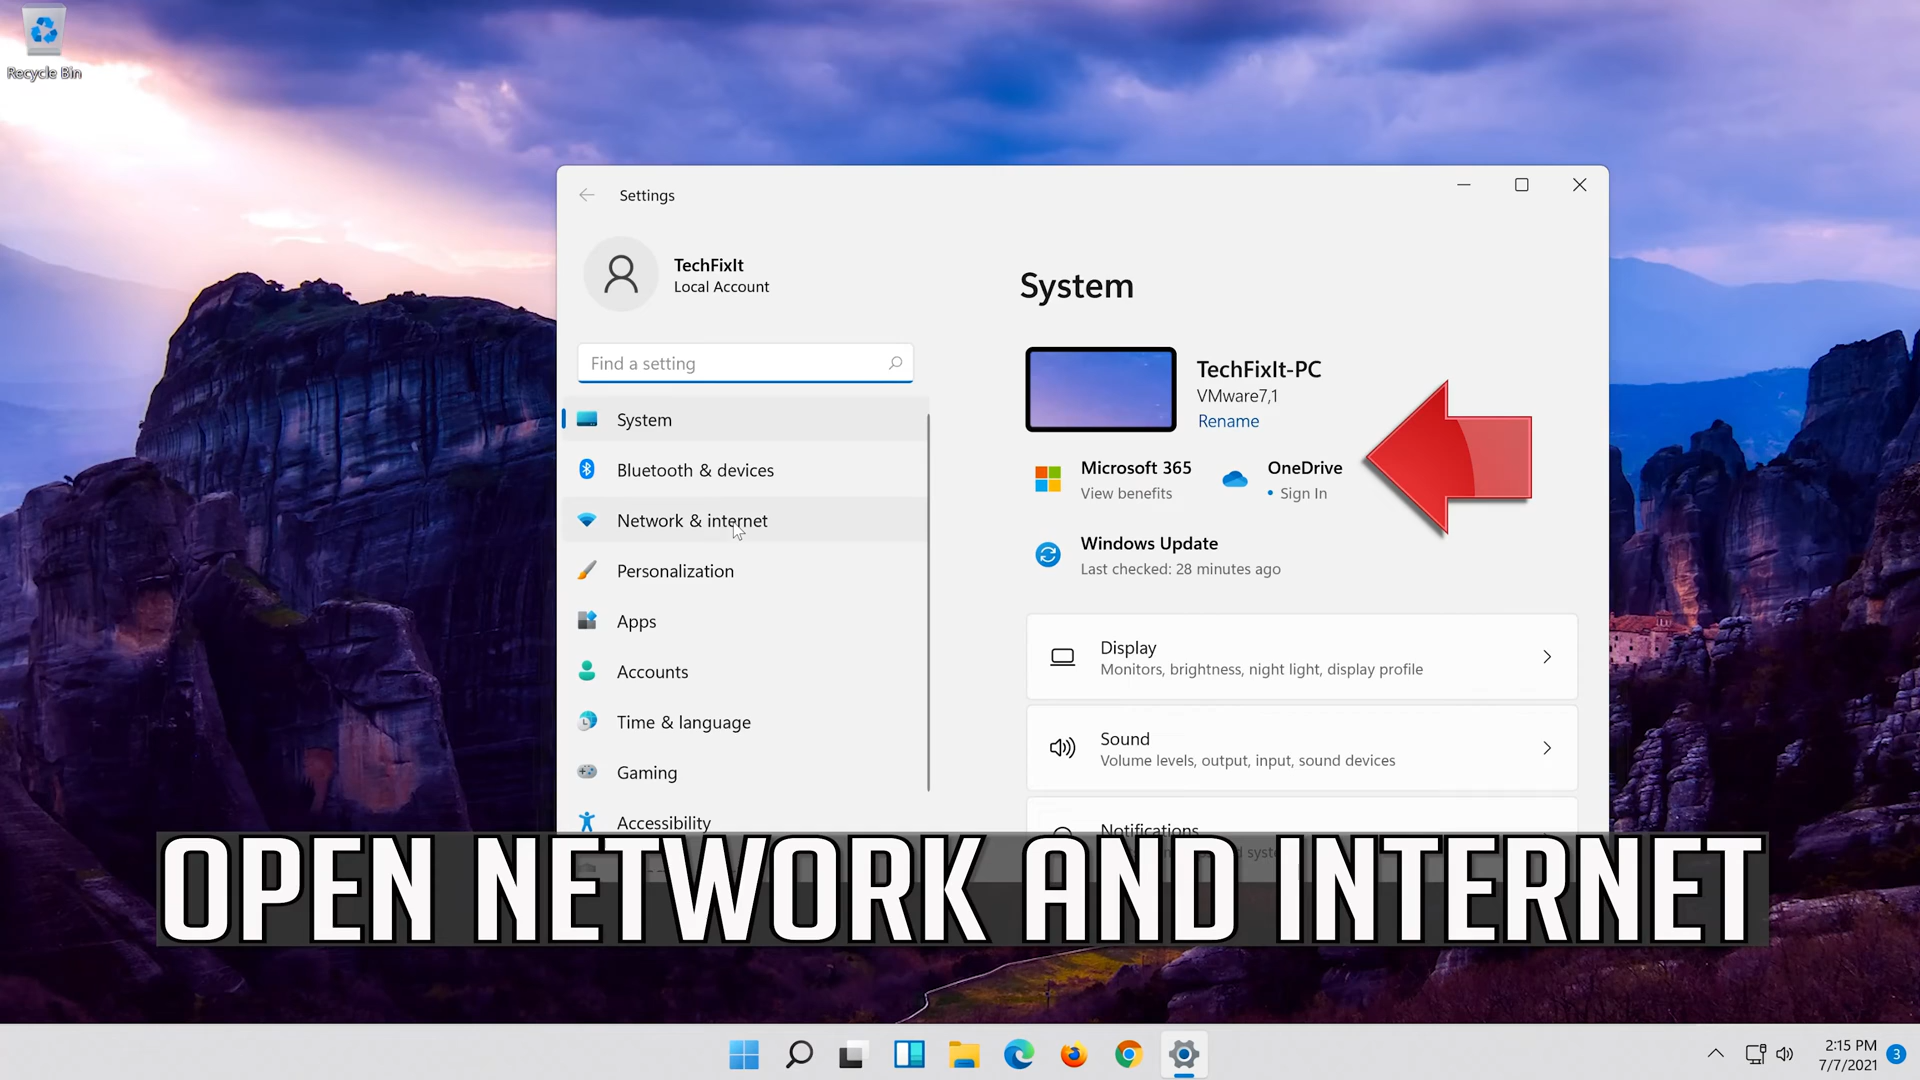 Recycle Bin
Settings
TechFixIt
Local Account
Find a setting
System
Bluetooth & devices
Network & internet
Personalization
Apps
Accounts
Time & language
Gaming
Accessibility
System
TechFixIt-PC
VMware7,1
Rename
Microsoft 365
View benefits
OneDrive
• Sign In
Windows Update
Last checked: 28 minutes ago
Display
Monitors, brightness, night light, display profile
Sound
Volume levels, output, input, sound devices
Notifications
OPEN NETWORK AND INTERNET
2:15 PM
7/7/2021
3